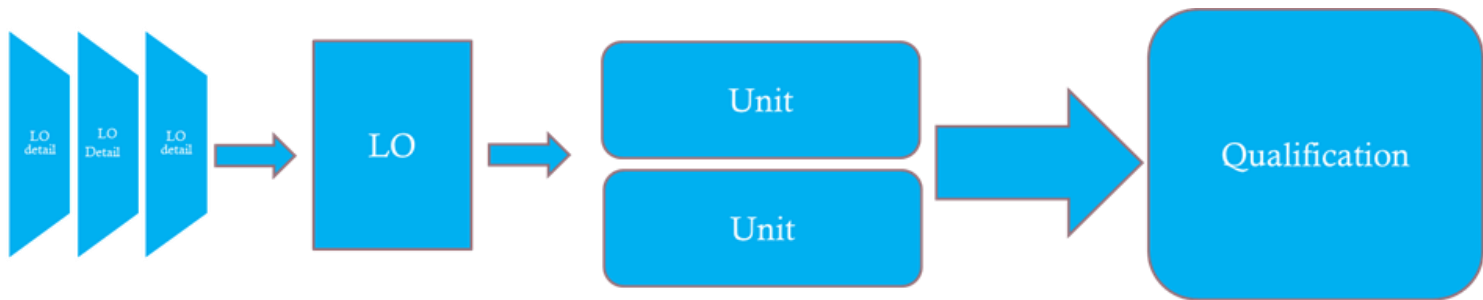 LO
detail
LO
Detail
LO
detail
LO
Unit
Unit
Qualification